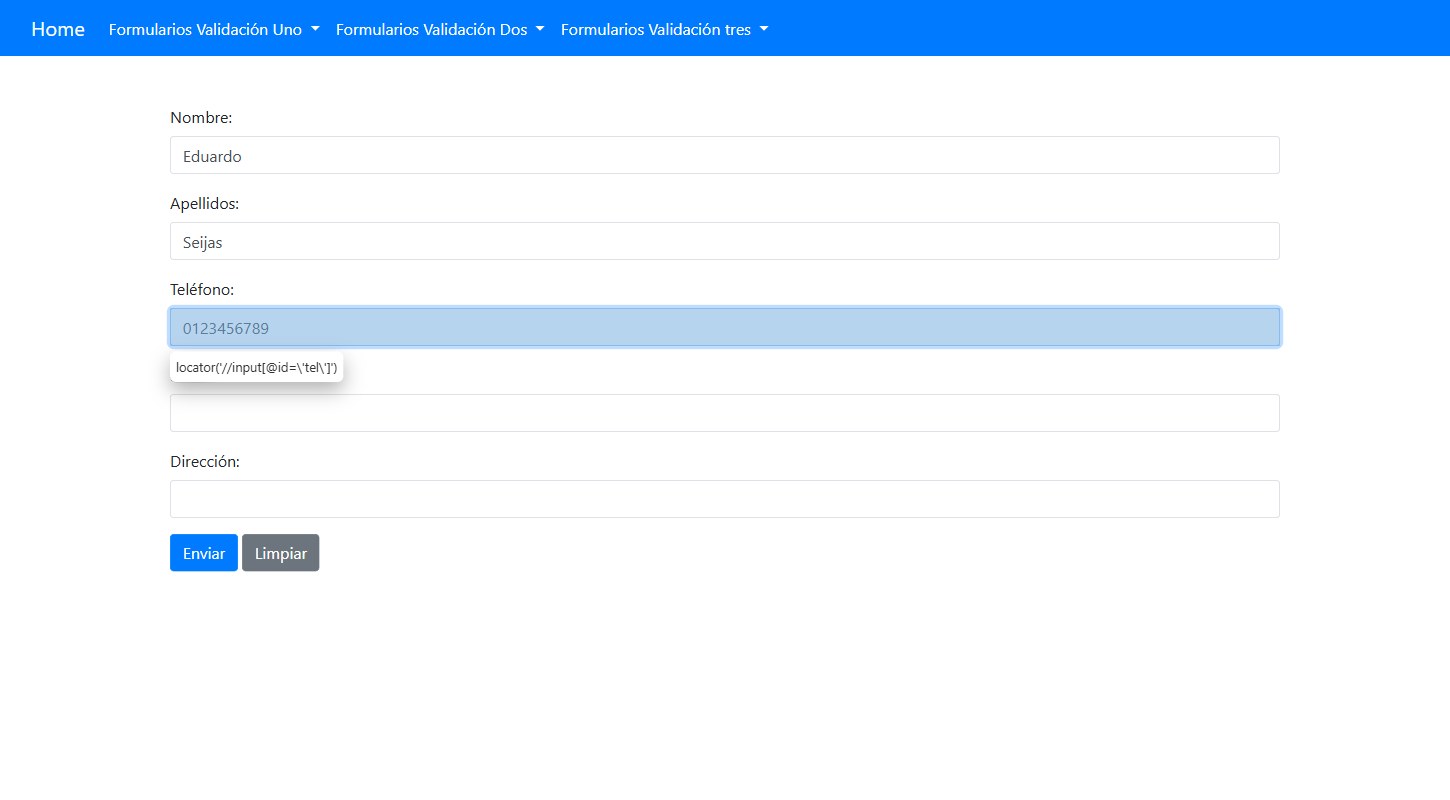 Home Formularios Validación Uno Formularios Validación Dos Formularios Validación tres
Nombre:
Eduardo
Apellidos:
Seijas
Teléfono:
0123456789
locator('//input[@id=\'tel\']')
Dirección:
Enviar Limpiar